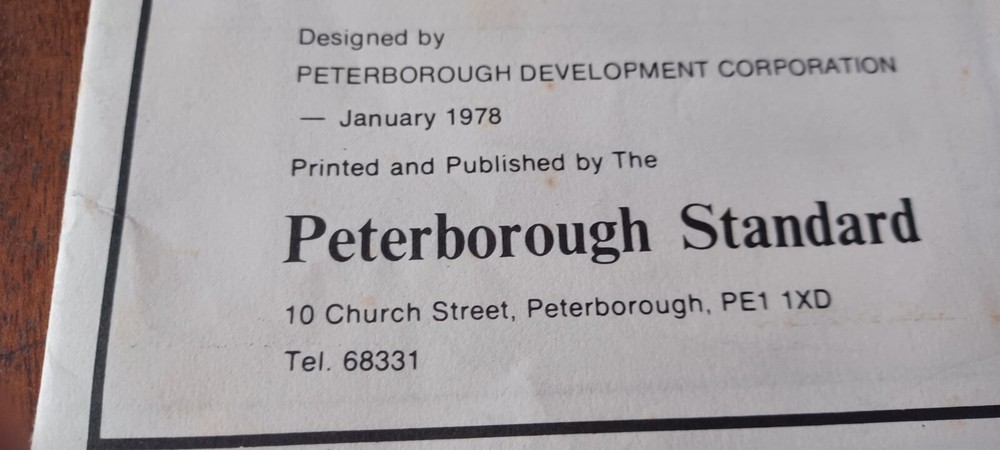 Designed by
PETERBOROUGH DEVELOPMENT CORPORATION
— January 1978
Printed and Published by The
Peterborough Standard
10 Church Street, Peterborough, PE1 1XD
Tel. 68331